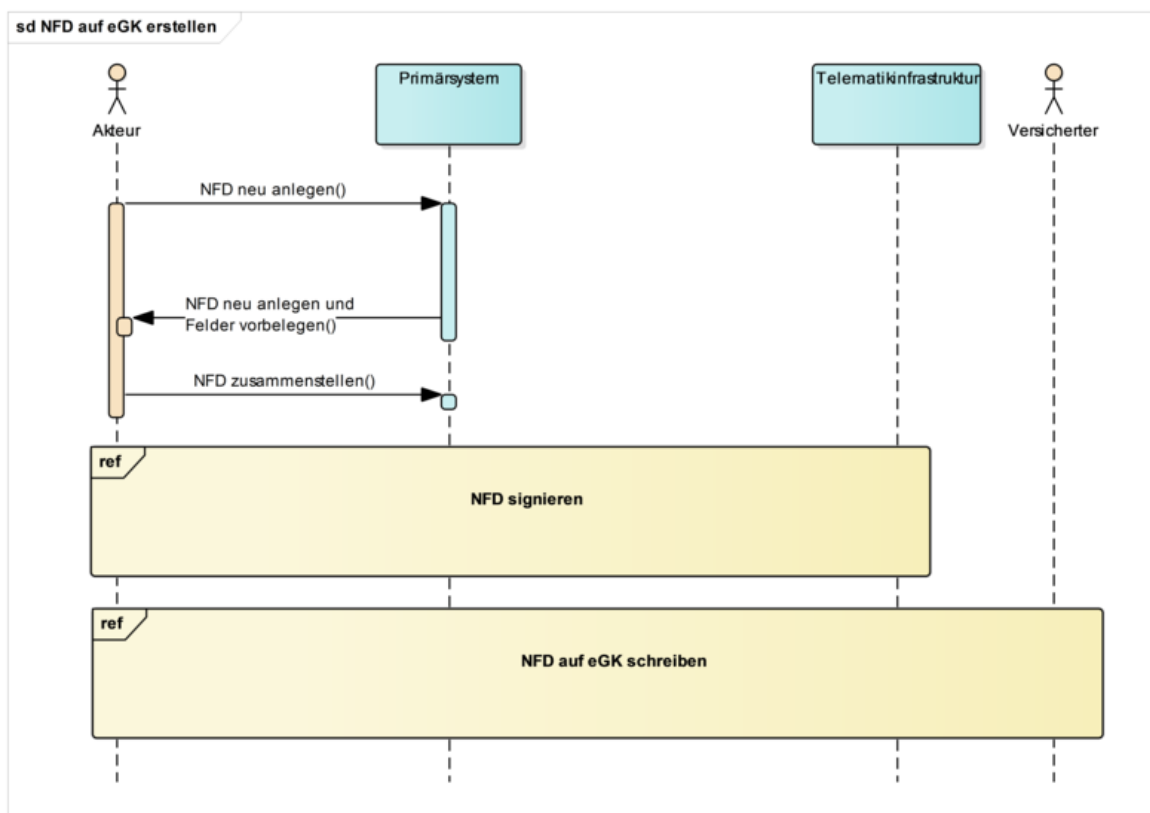 sd NFD auf eGK erstellen
Akteur
Primärsystem
Telematikinfrastruktur
Versicherter
NFD neu anlegen()
NFD neu anlegen und
Felder vorbelegen()
NFD zusammenstellen()
ref
NFD signieren
ref
NFD auf eGK schreiben